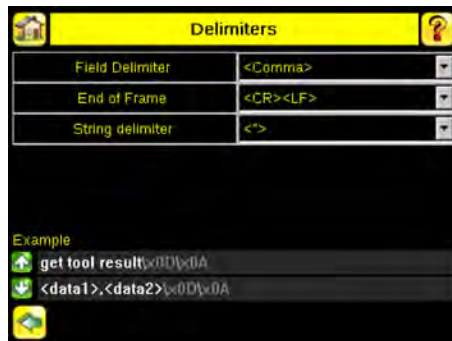 Delimiters
Field Delimiter <Comma>
End of Frame <CR><LF>
String delimiter <">
Example
get tool result\x0D\x0A
<data1>,<data2>\x0D\x0A